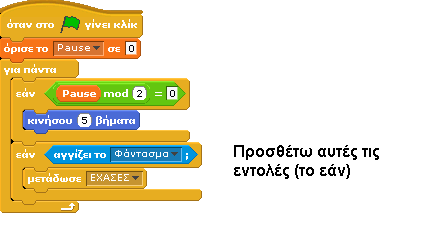 όταν στο γίνει κλίκ
όρισε το Pause σε 0
για πάντα
εάν Pause mod 2 = 0
κινήσου 5 βήματα
εάν αγγίζει το Φάντασμα ;
μετάδωσε ΕΧΑΣΕΣ
Προσθέτω αυτές τις
εντολές (το εάν)